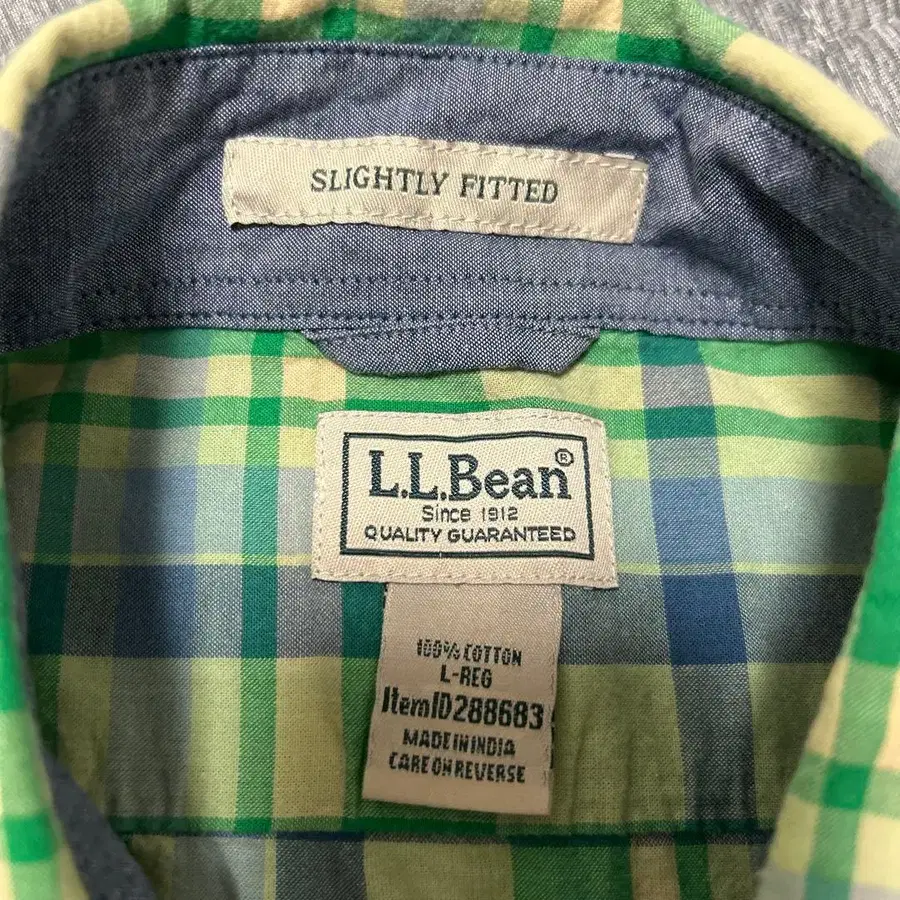 SLIGHTLY FITTED
L.L.Bean®
Since 1912
QUALITY GUARANTEED
100% COTTON
L-REG
ItemID288683
MADE IN INDIA
CARE ON REVERSE